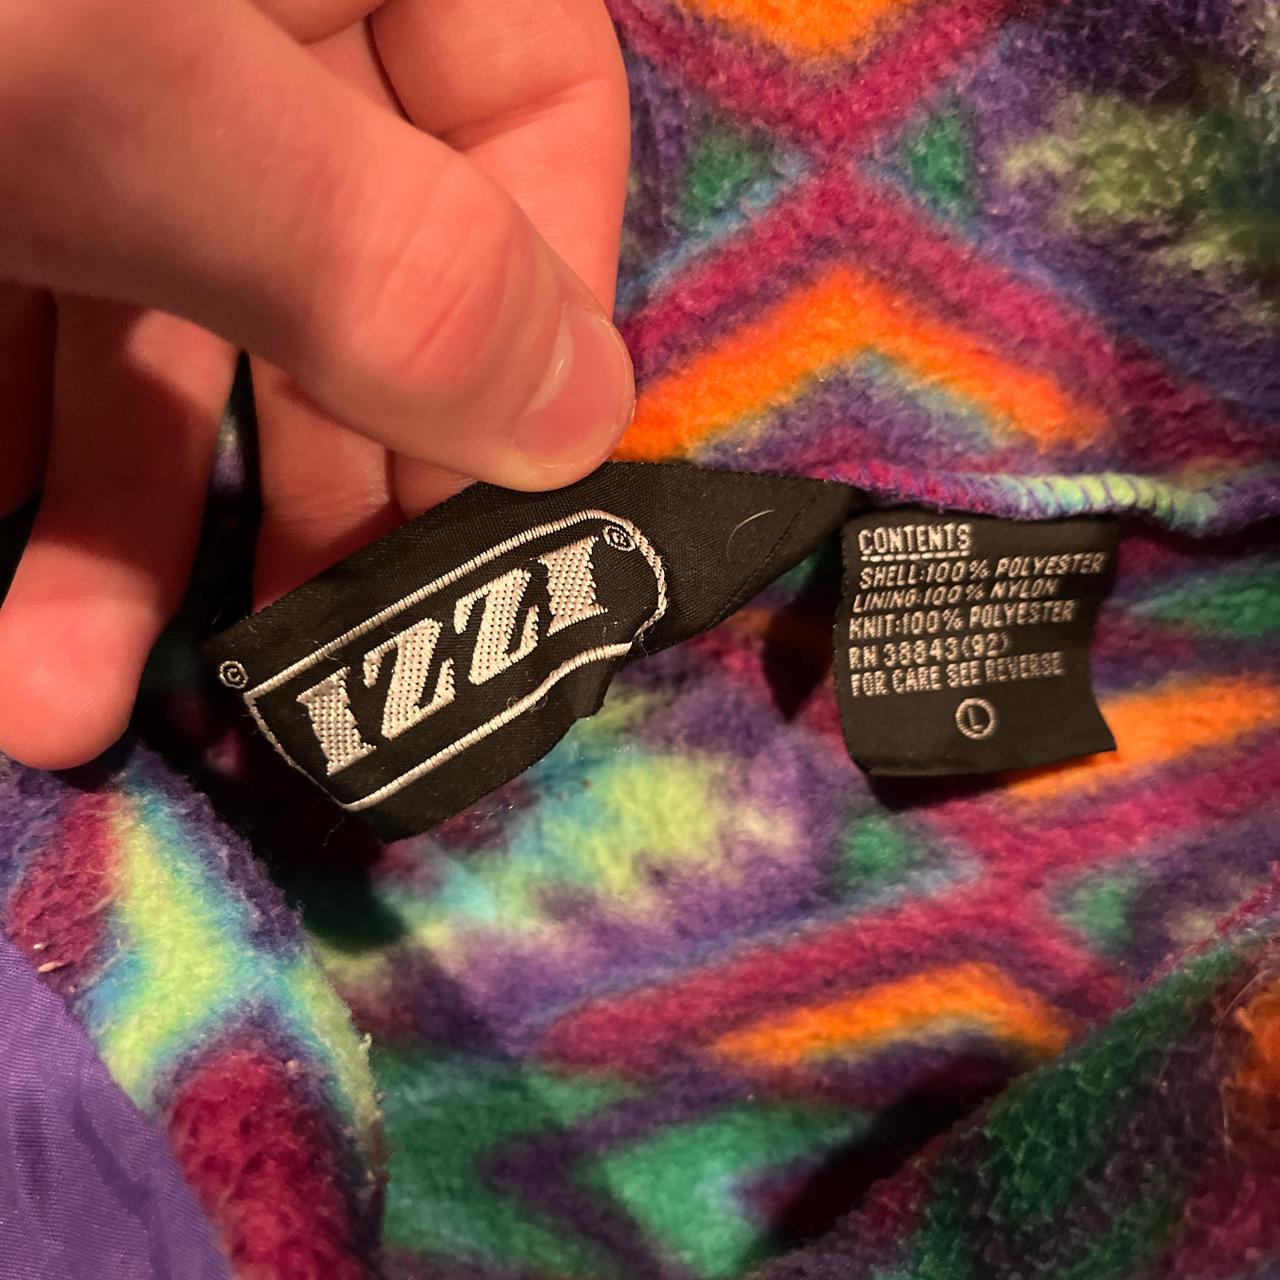 ©
IZZI
CONTENTS
SHELL:100% POLYESTER
LINING:100% NYLON
KNIT:100% POLYESTER
RN 38843(92)
FOR CARE SEE REVERSE
L